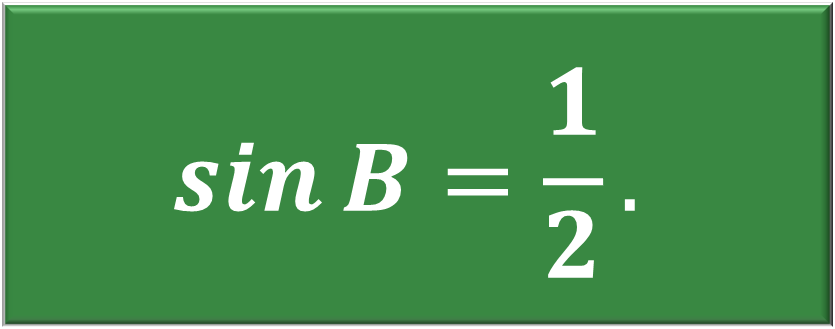 sin B = 1/2.